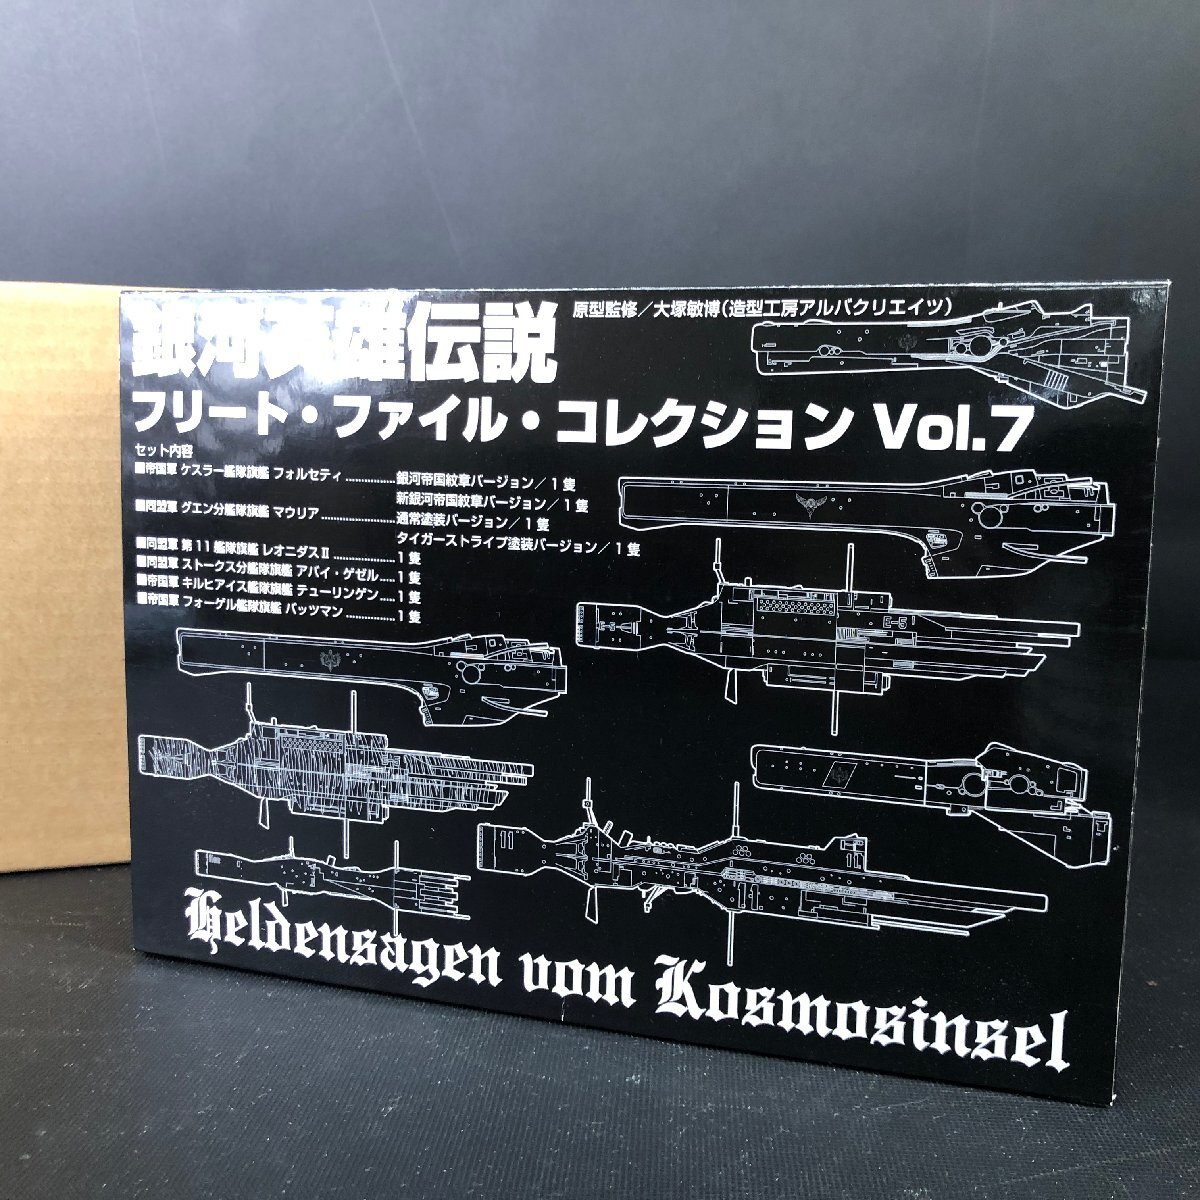 銀河英雄伝説
原型監修／大塚敏博(造型工房アルバクリエイツ)
フリート・ファイル・コレクション Vol.7
セット内容
■帝国軍 ケスラー艦隊旗艦 フォルセティ ............... 銀河帝国紋章バージョン／1隻
新銀河帝国紋章バージョン／1隻
■同盟軍 グエン分艦隊旗艦 マウリア ....................... 通常塗装バージョン／1隻
タイガーストライプ塗装バージョン／1隻
■同盟軍 第11艦隊旗艦 レオニダスⅡ ................... 1隻
■同盟軍 ストークス分艦隊旗艦 アバイ・ゲゼル ..... 1隻
■帝国軍 キルヒアイス艦隊旗艦 テューリンゲン ..... 1隻
■帝国軍 フォーゲル艦隊旗艦 バッツマン ............... 1隻
E-51
11
11
Heldensagen vom Kosmosinsel